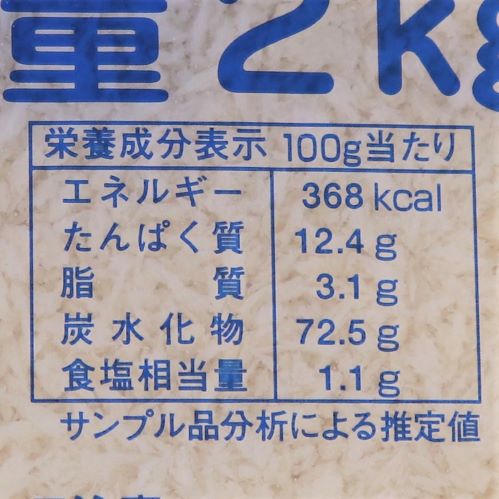 量2kg
栄養成分表示 100g当たり
エネルギー 368 kcal
たんぱく質 12.4 g
脂質 3.1 g
炭水化物 72.5 g
食塩相当量 1.1 g
サンプル品分析による推定値